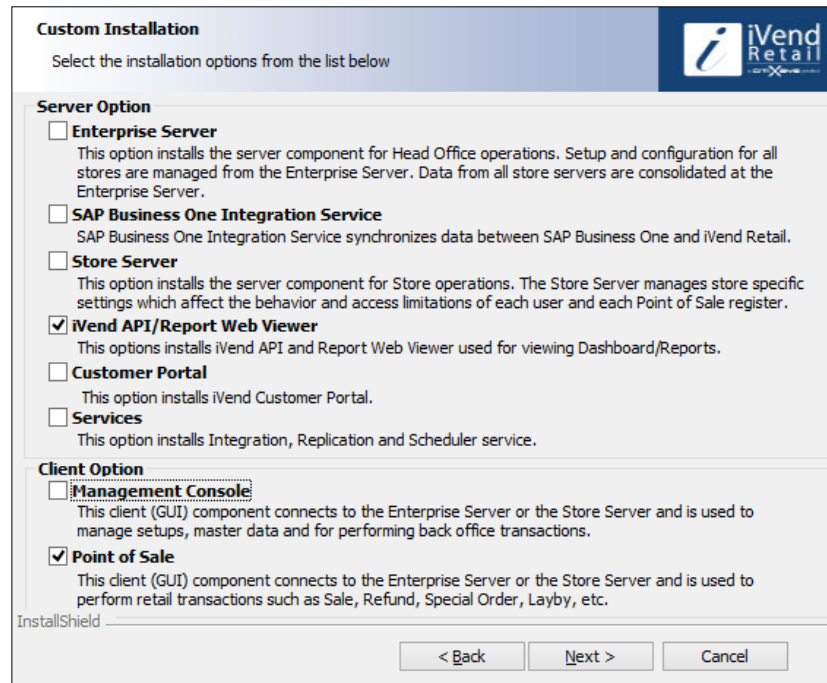 Custom Installation
Select the installation options from the list below
iVend
Retail
Server Option
Enterprise Server
This option installs the server component for Head Office operations. Setup and configuration for all
stores are managed from the Enterprise Server. Data from all store servers are consolidated at the
Enterprise Server.
SAP Business One Integration Service
SAP Business One Integration Service synchronizes data between SAP Business One and iVend Retail.
Store Server
This option installs the server component for Store operations. The Store Server manages store specific
settings which affect the behavior and access limitations of each user and each Point of Sale register.
iVend API/Report Web Viewer
This options installs iVend API and Report Web Viewer used for viewing Dashboard/Reports.
Customer Portal
This option installs iVend Customer Portal.
Services
This option installs Integration, Replication and Scheduler service.
Client Option
Management Console
This client (GUI) component connects to the Enterprise Server or the Store Server and is used to
manage setups, master data and for performing back office transactions.
Point of Sale
This client (GUI) component connects to the Enterprise Server or the Store Server and is used to
perform retail transactions such as Sale, Refund, Special Order, Layby, etc.
InstallShield
< Back
Next >
Cancel